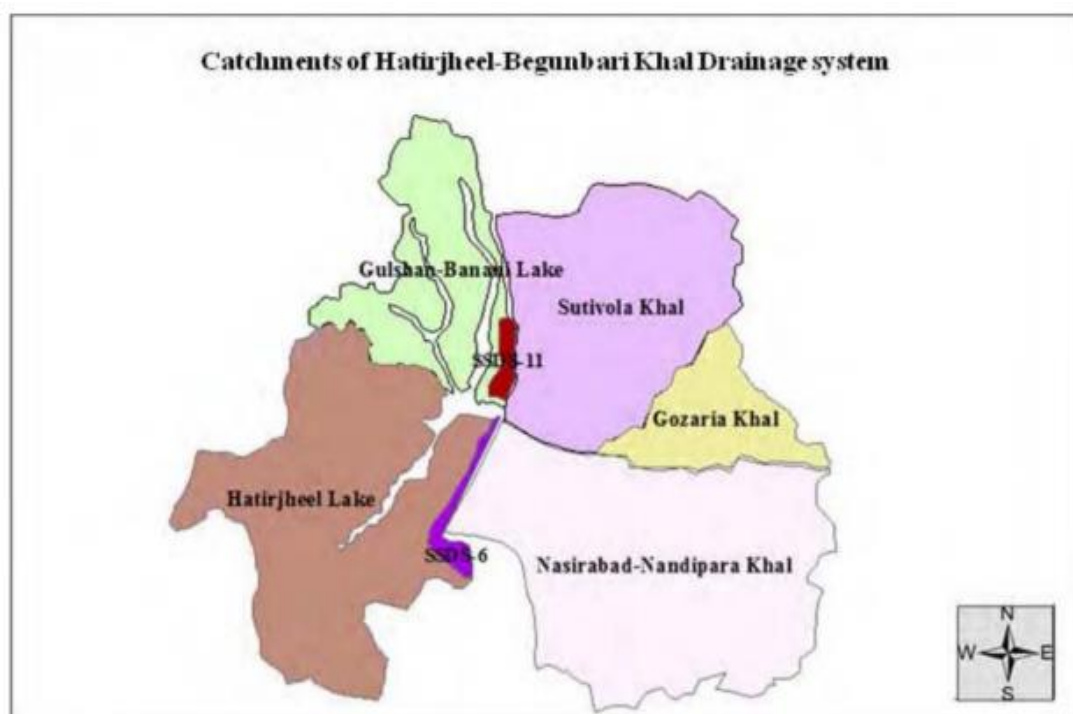 Catchments of Hatirjheel-Begunbari Khal Drainage system
Gulshan-Banani Lake
Sutivola Khal
SSDS-11
Gozaria Khal
Hatirjheel Lake
SSDS-6
Nasirabad-Nandipara Khal
N
W E
S